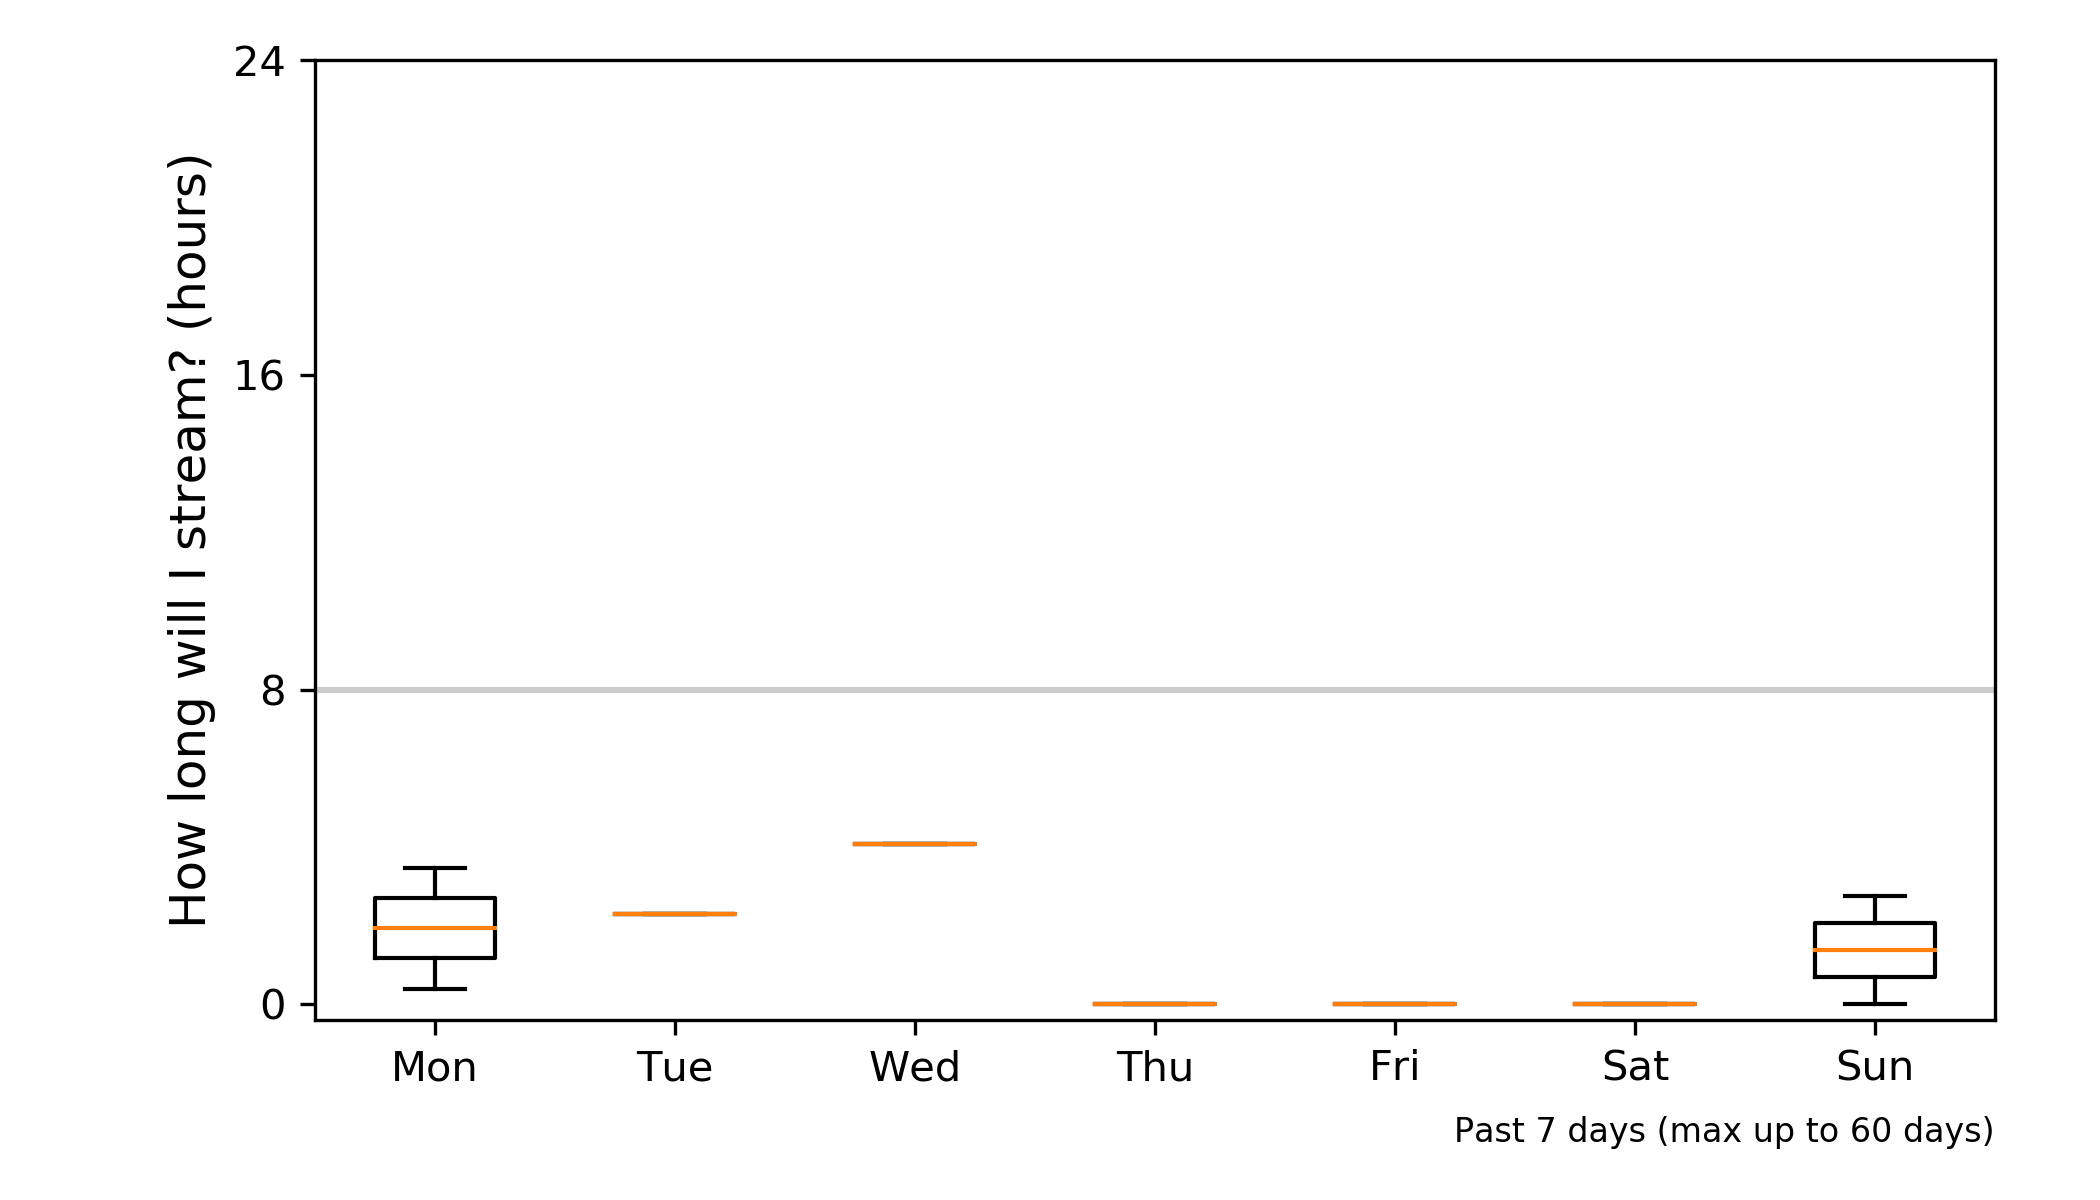 How long will I stream? (hours)
24
16
8
0
Mon Tue Wed Thu Fri Sat Sun
Past 7 days (max up to 60 days)